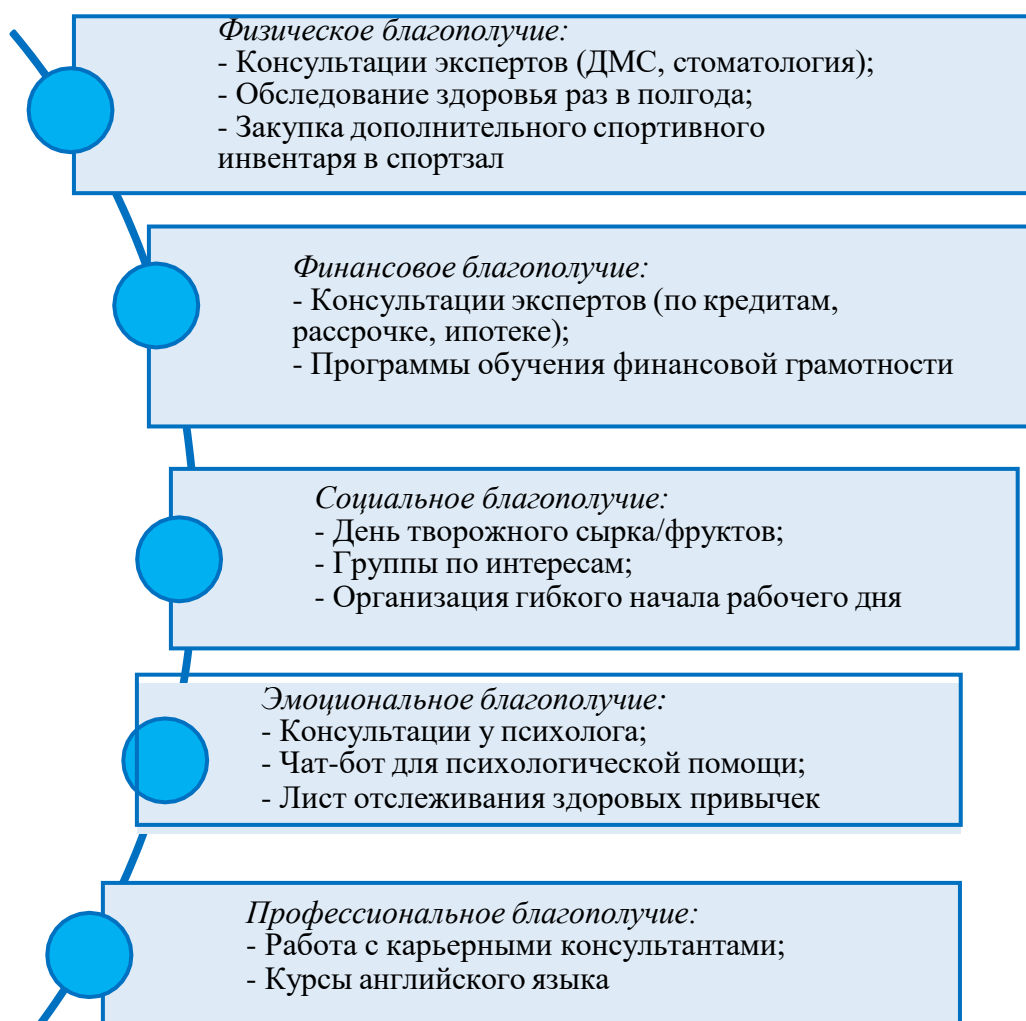 Физическое благополучие:
- Консультации экспертов (ДМС, стоматология);
- Обследование здоровья раз в полгода;
- Закупка дополнительного спортивного
инвентаря в спортзал
Финансовое благополучие:
- Консультации экспертов (по кредитам,
рассрочке, ипотеке);
- Программы обучения финансовой грамотности
Социальное благополучие:
- День творожного сырка/фруктов;
- Группы по интересам;
- Организация гибкого начала рабочего дня
Эмоциональное благополучие:
- Консультации у психолога;
- Чат-бот для психологической помощи;
- Лист отслеживания здоровых привычек
Профессиональное благополучие:
- Работа с карьерными консультантами;
- Курсы английского языка